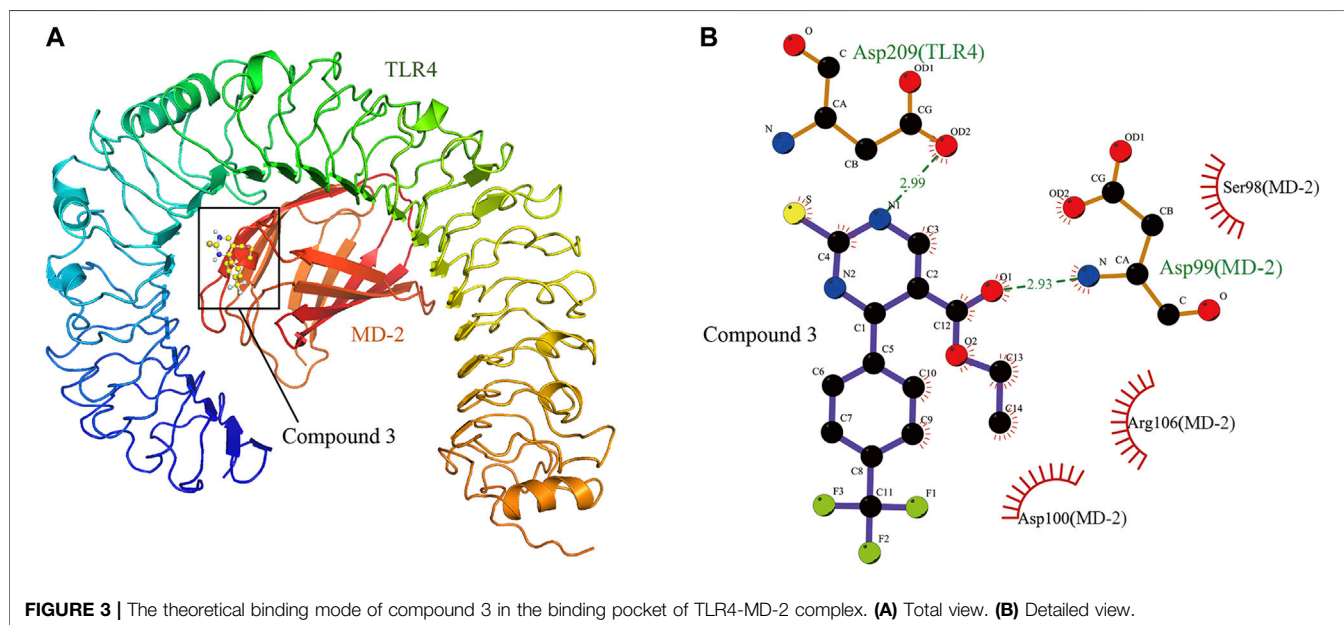 A
TLR4
MD-2
Compound 3
B
O
C
Asp209(TLR4)
OD1
CA
CG
N
CB
OD2
2.99
S
N1
C4
C3
N2
C2
O1
2.93
C1
C12
O2
C5
C13
C6
C10
C14
C7
C9
C8
F3
C11
F1
F2
Compound 3
OD1
CG
OD2
CB
N
CA
Asp99(MD-2)
C
O
Ser98(MD-2)
Arg106(MD-2)
Asp100(MD-2)
FIGURE 3 | The theoretical binding mode of compound 3 in the binding pocket of TLR4-MD-2 complex. (A) Total view. (B) Detailed view.